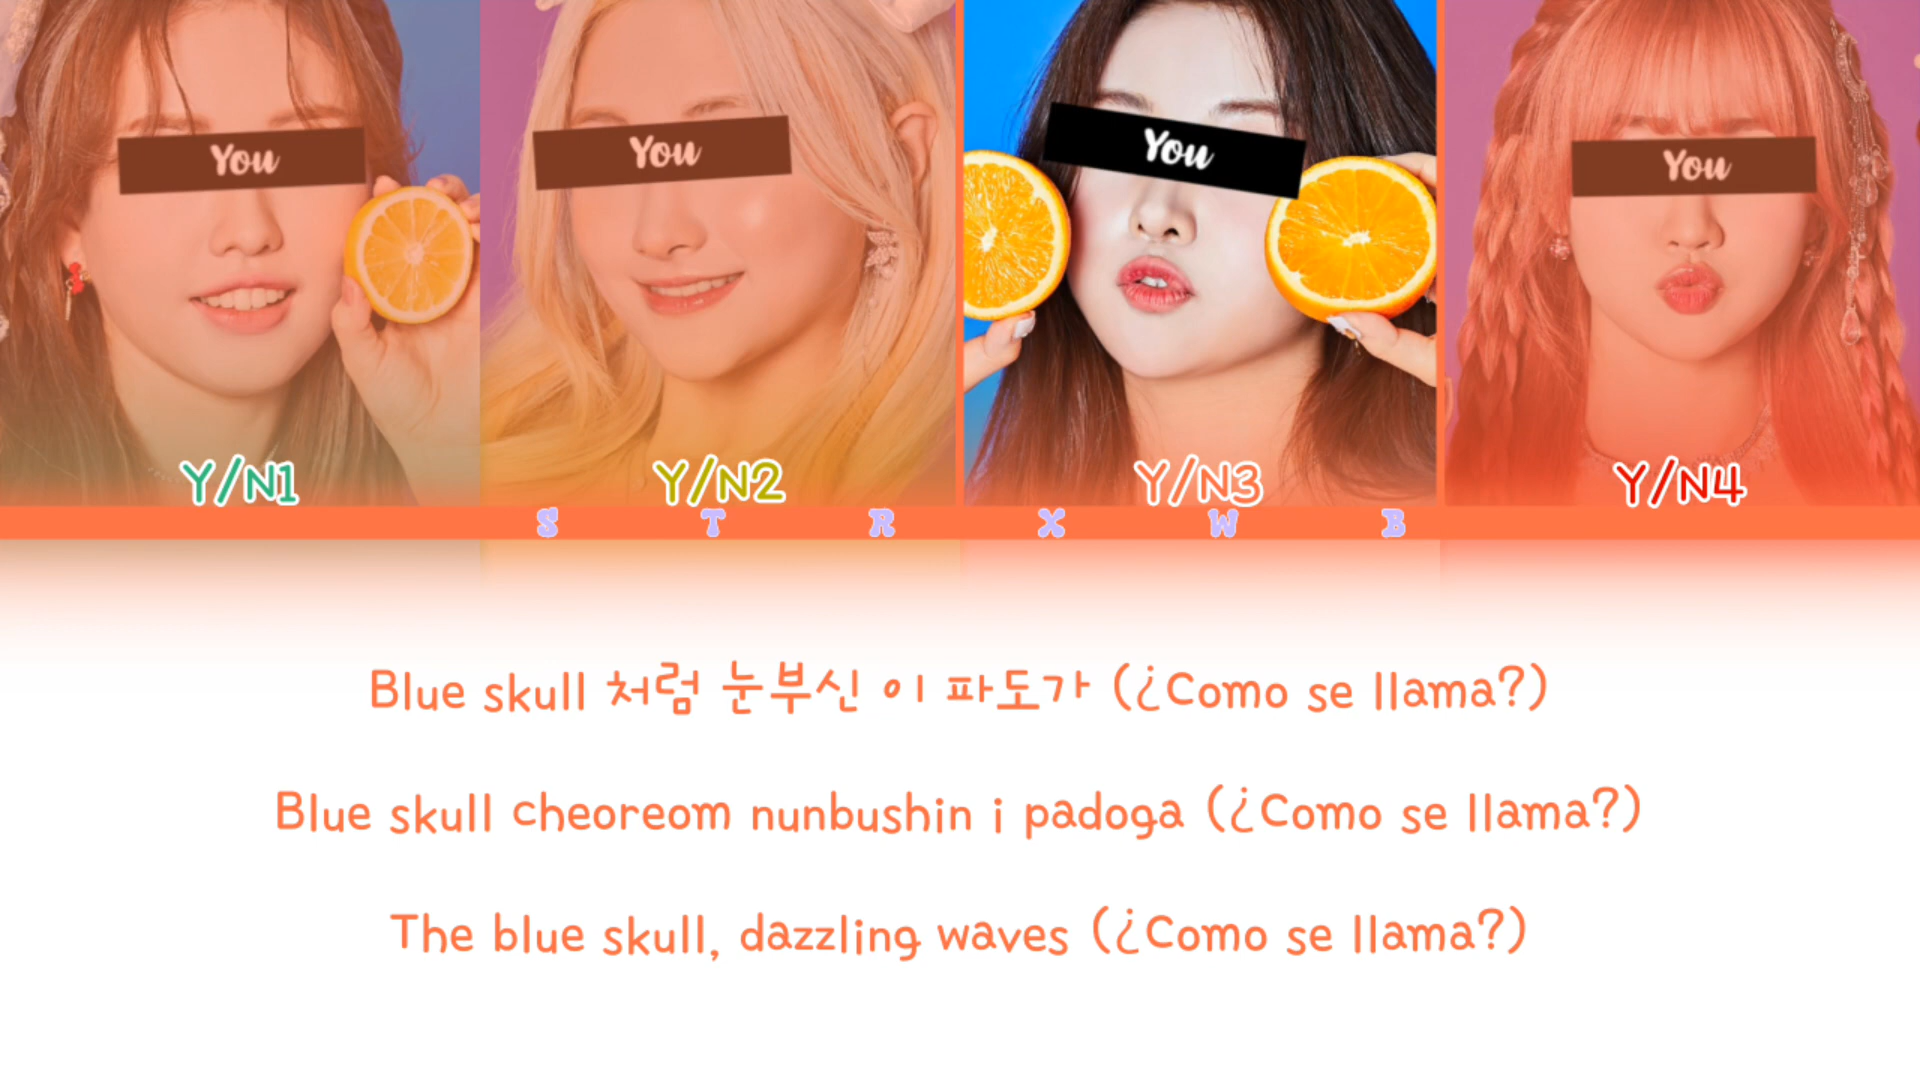 You You You You
Y/N1 Y/N2 Y/N3 Y/N4
S T R X W B
Blue skull 처럼 눈부신 이 파도가 (¿Como se llama?)
Blue skull cheoreom nunbushin i padoga (¿Como se llama?)
The blue skull, dazzling waves (¿Como se llama?)